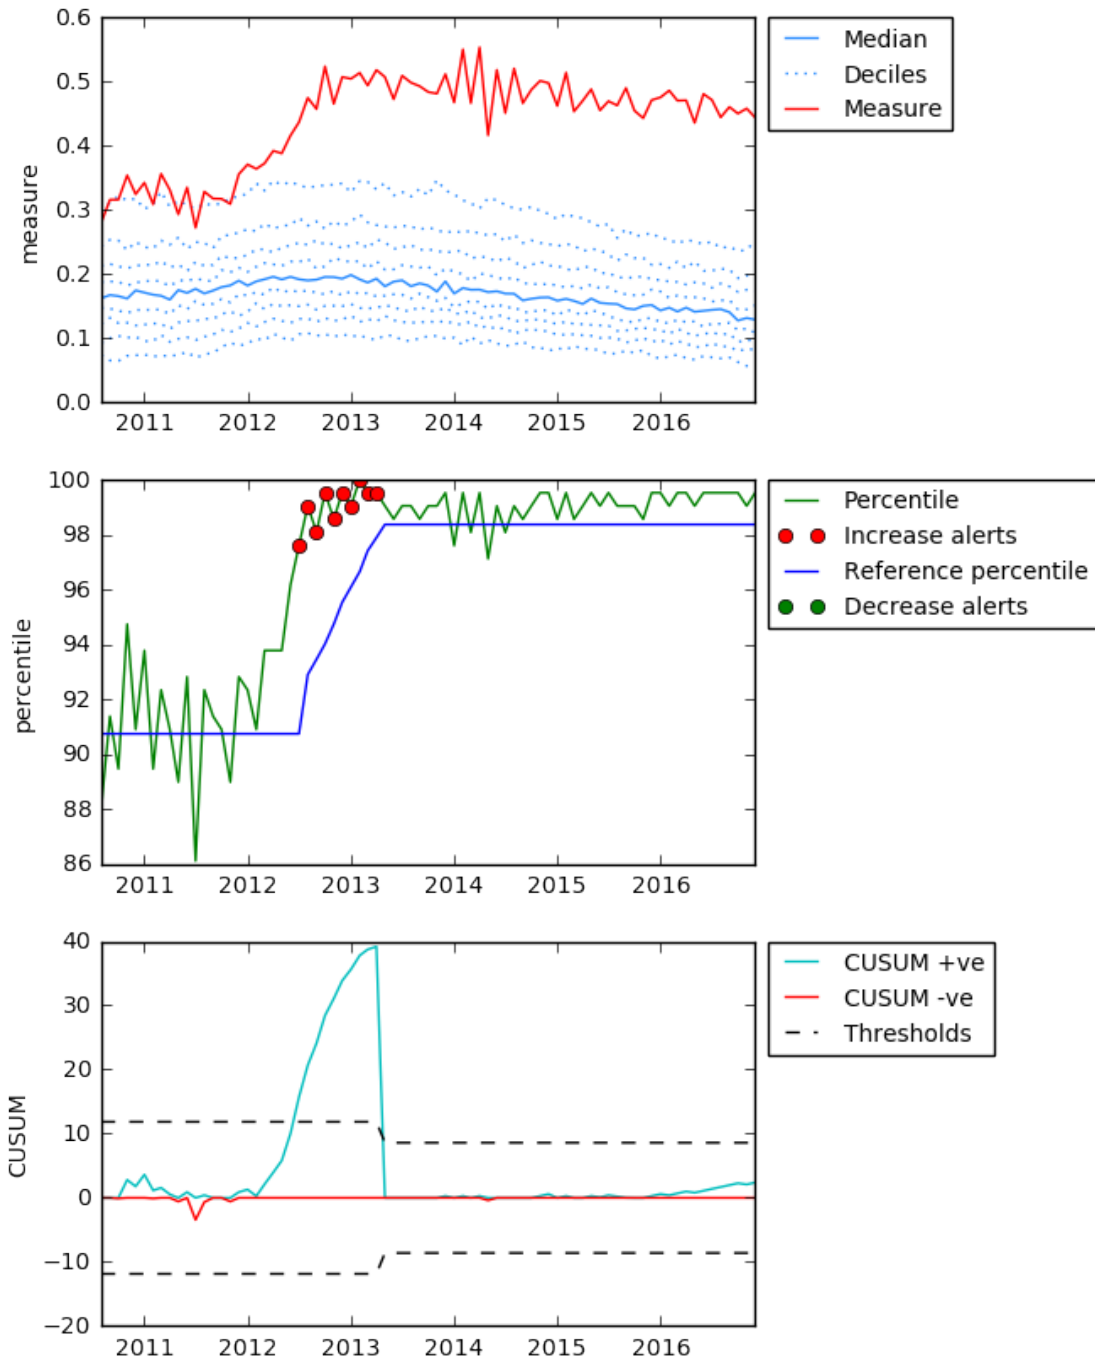 0.6
0.5
0.4
0.3
0.2
0.1
0.0
measure
2011 2012 2013 2014 2015 2016
Median
Deciles
Measure
100
98
96
94
92
90
88
86
percentile
2011 2012 2013 2014 2015 2016
Percentile
Increase alerts
Reference percentile
Decrease alerts
40
30
20
10
0
−10
−20
CUSUM
2011 2012 2013 2014 2015 2016
CUSUM +ve
CUSUM -ve
Thresholds